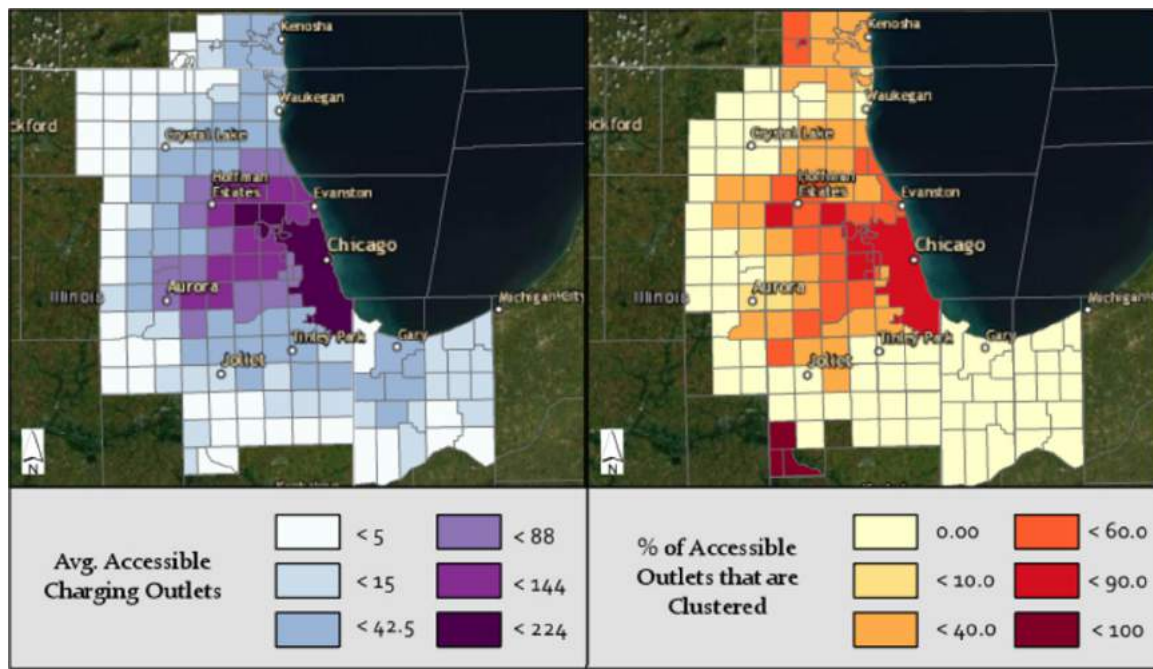 Kenosha
Waukegan
ckford
Crystal Lake
Hoffman
Estates
Evanston
Chicago
Aurora
Illinois
Michigan City
Gary
Tinley Park
Joliet
N
Avg. Accessible
Charging Outlets
< 5
< 15
< 42.5
< 88
< 144
< 224
Kenosha
Waukegan
ckford
Crystal Lake
Hoffman
Estates
Evanston
Chicago
Aurora
Illinois
Michigan
Gary
Tinley Park
Joliet
N
% of Accessible
Outlets that are
Clustered
0.00
< 10.0
< 40.0
< 60.0
< 90.0
< 100